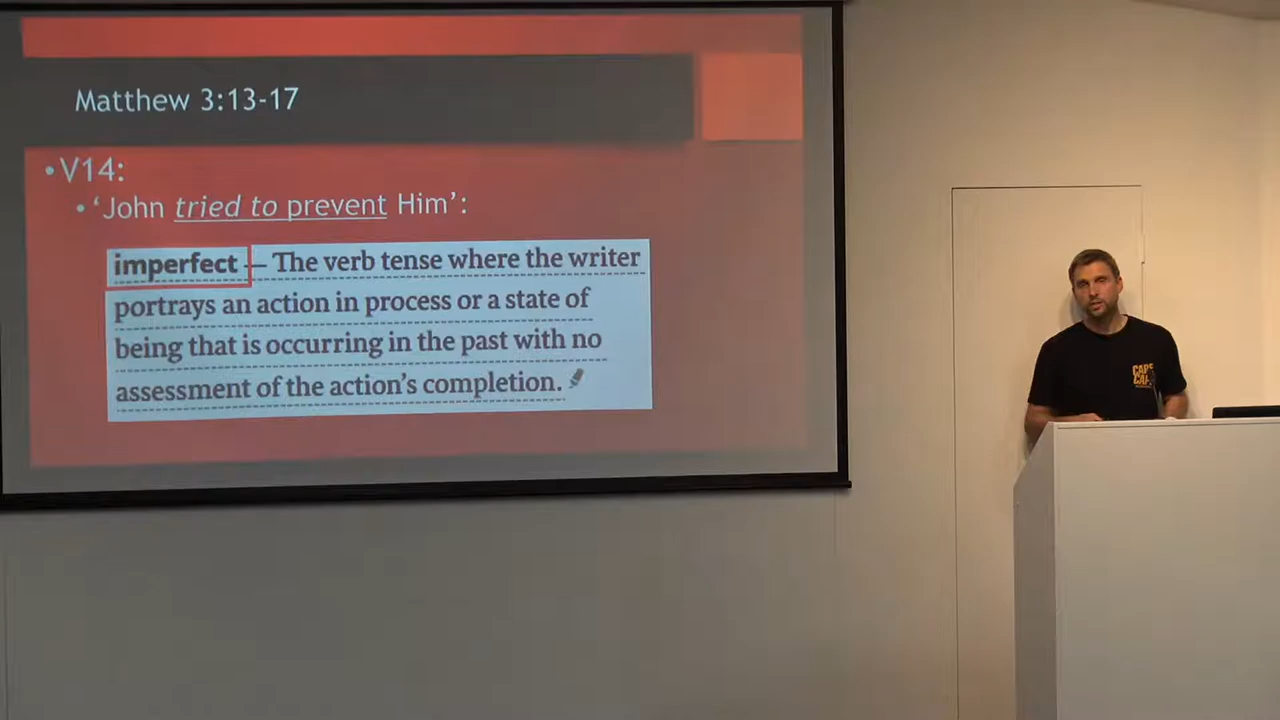 Matthew 3:13-17
•V14:
•‘John tried to prevent Him’:
imperfect — The verb tense where the writer
portrays an action in process or a state of
being that is occurring in the past with no
assessment of the action’s completion.